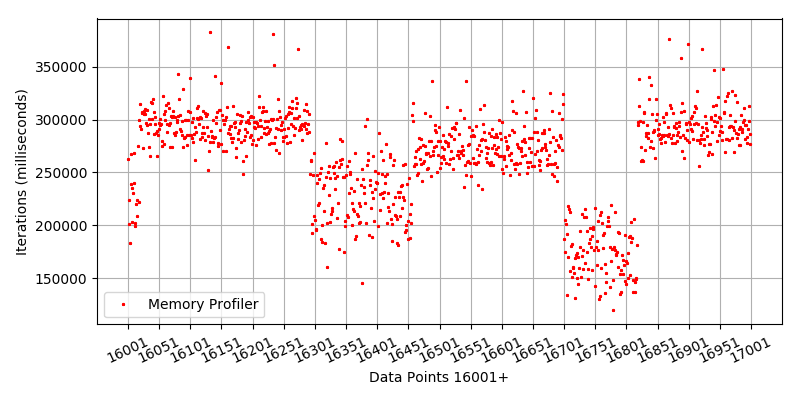 Iterations (milliseconds)
350000
300000
250000
200000
150000
Memory Profiler
16001 16051 16101 16151 16201 16251 16301 16351 16401 16451 16501 16551 16601 16651 16701 16751 16801 16851 16901 16951 17001
Data Points 16001+